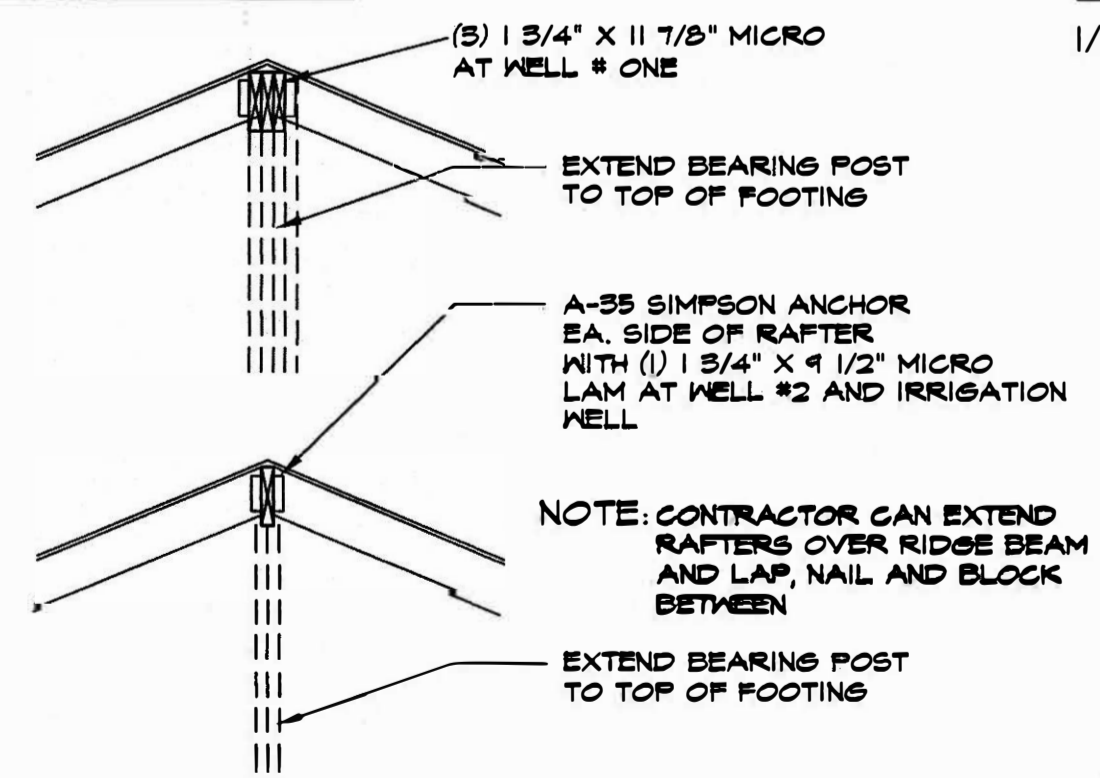 (3) 1 3/4" X 11 7/8" MICRO
AT WELL # ONE
1/
EXTEND BEARING POST
TO TOP OF FOOTING
A-35 SIMPSON ANCHOR
EA. SIDE OF RAFTER
WITH (1) 1 3/4" X 9 1/2" MICRO
LAM AT WELL #2 AND IRRIGATION
WELL
NOTE: CONTRACTOR CAN EXTEND
RAFTERS OVER RIDGE BEAM
AND LAP, NAIL AND BLOCK
BETWEEN
EXTEND BEARING POST
TO TOP OF FOOTING